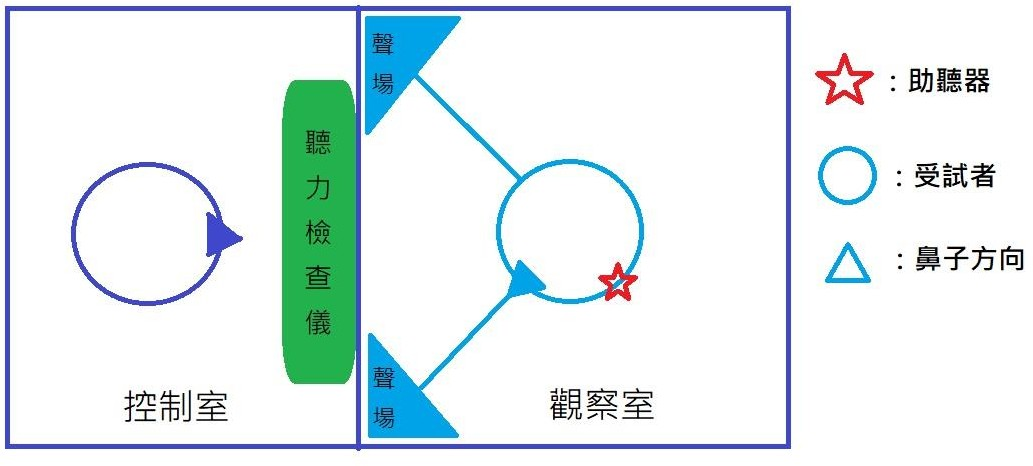 聲
場
聽
力
檢
查
儀
聲
場
控制室
觀察室
：助聽器
：受試者
：鼻子方向